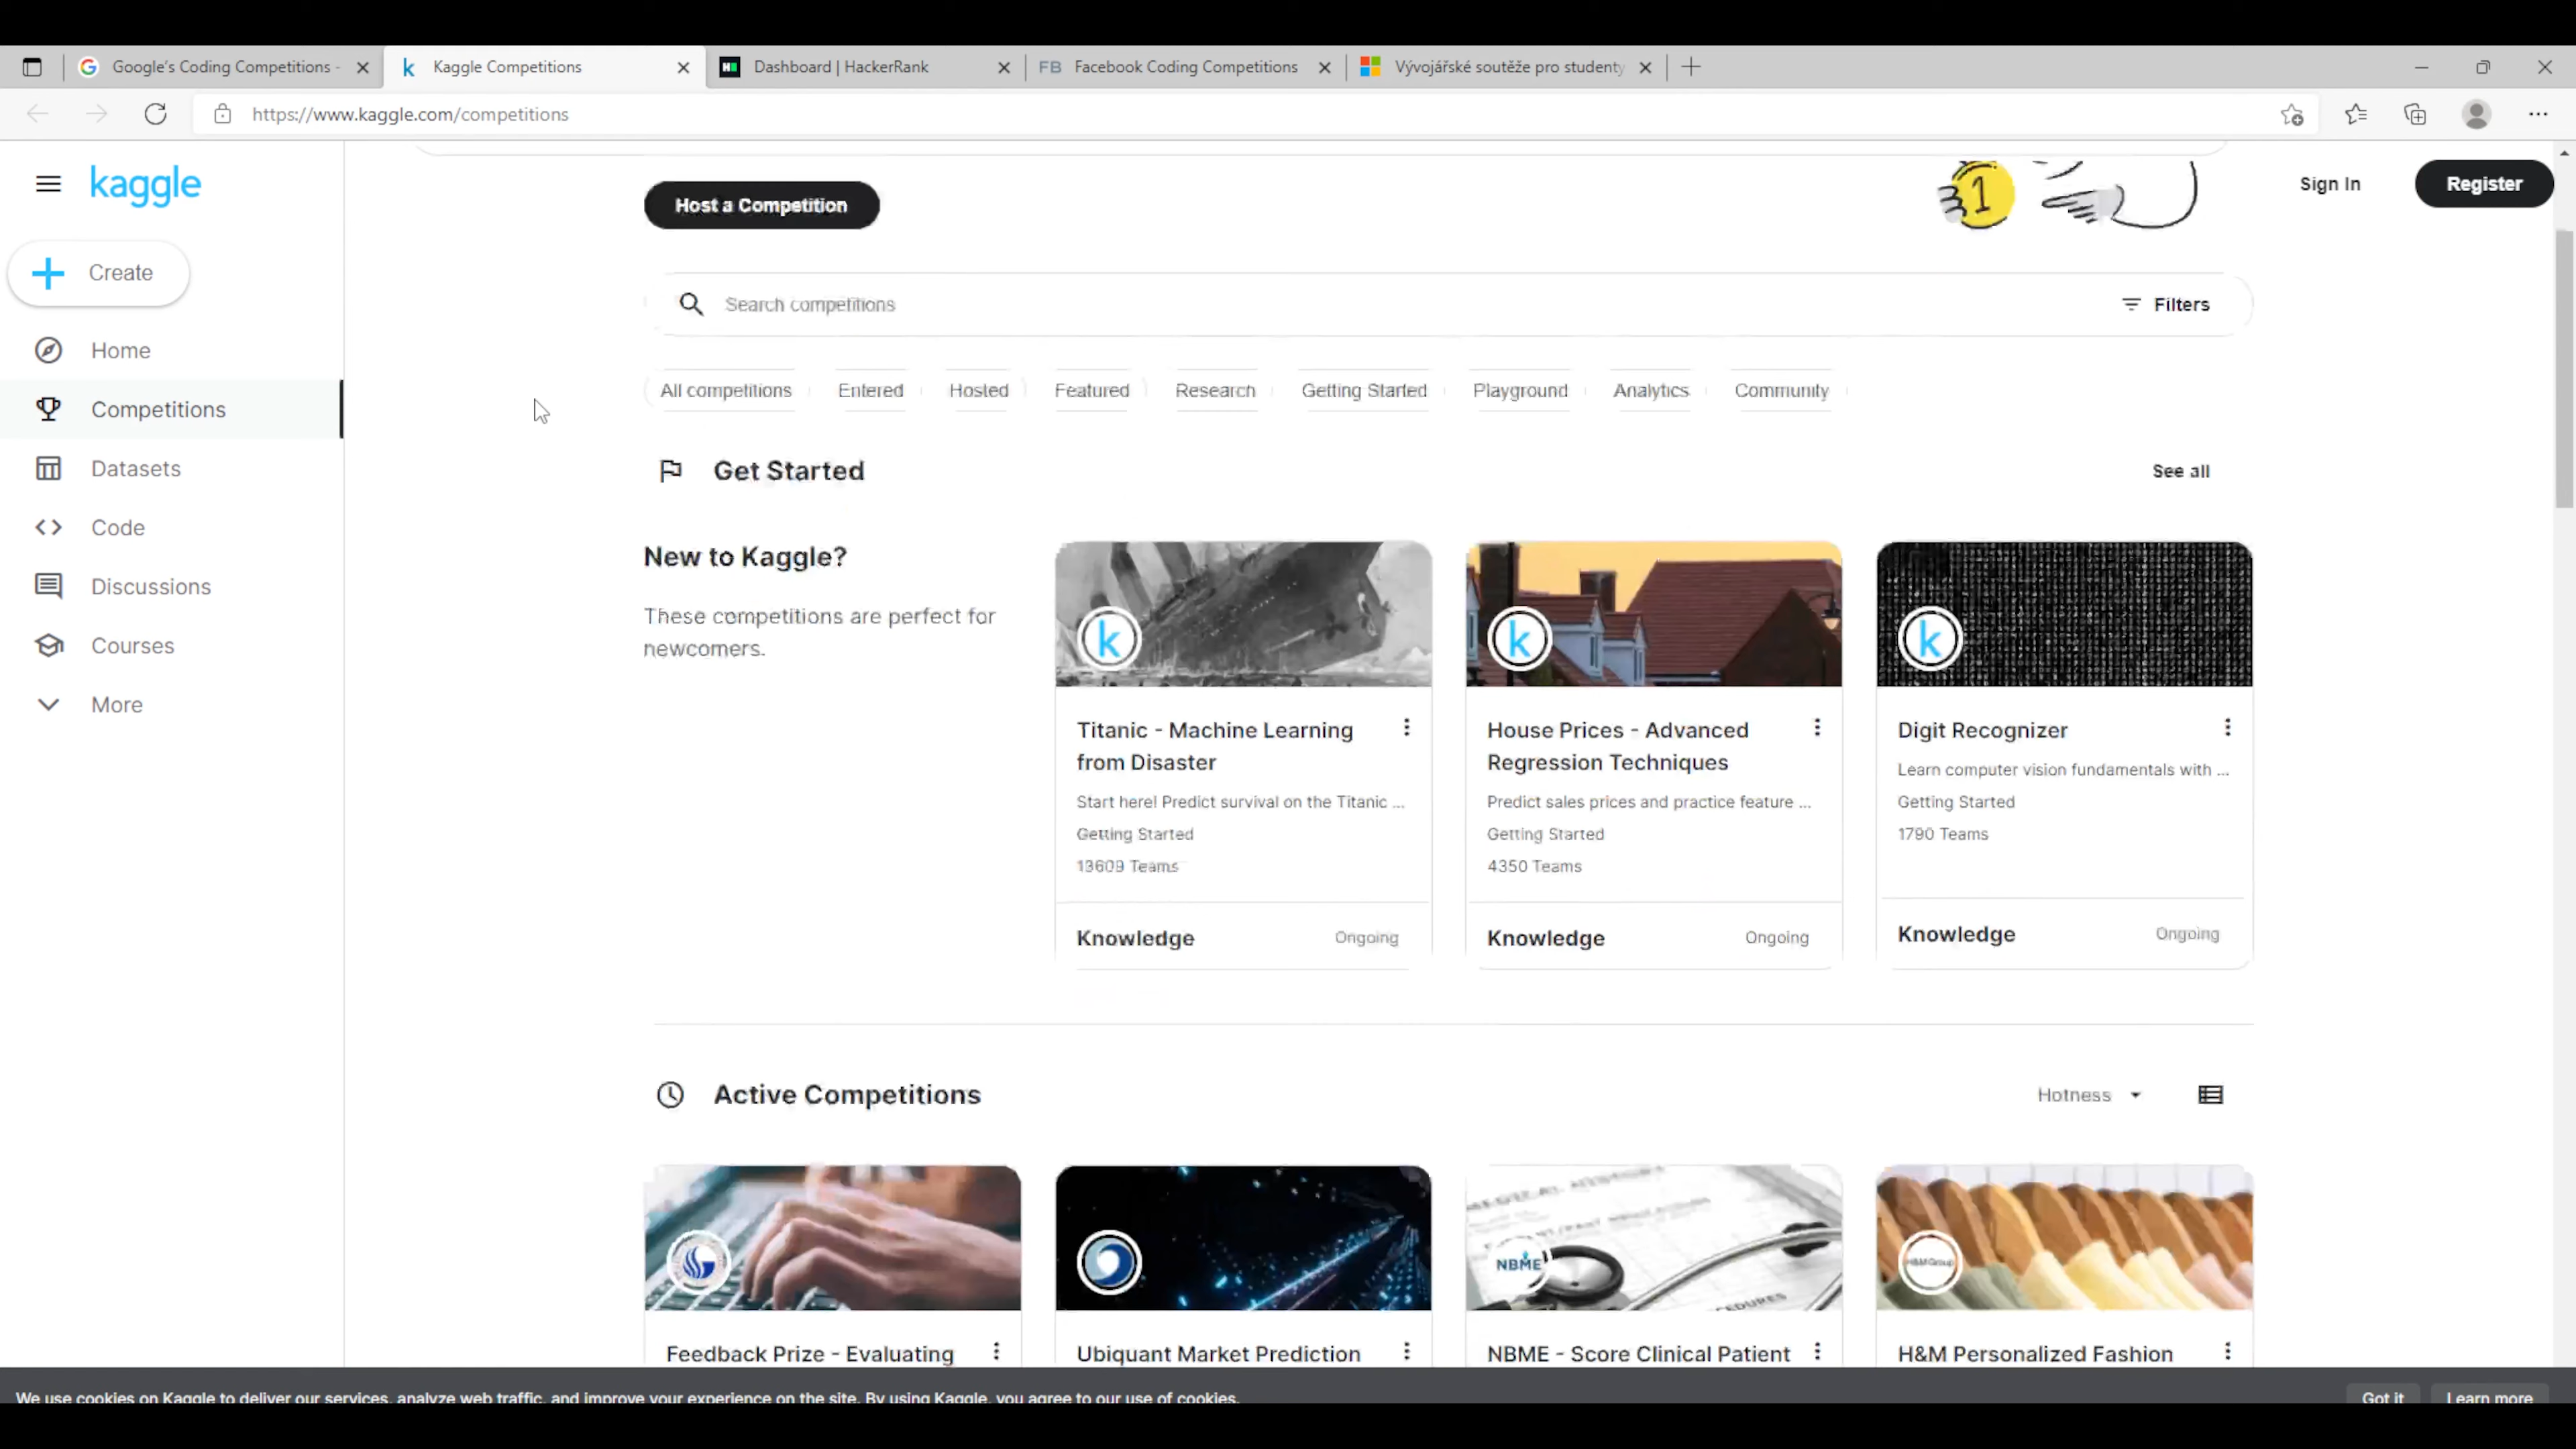 Google's Coding Competitions -
Kaggle Competitions
Dashboard | HackerRank
FB Facebook Coding Competitions
Vývojářské soutěže pro studenty
https://www.kaggle.com/competitions
kaggle
Sign In
Register
Host a Competition
1
Create
Search competitions
Filters
Home
Competitions
Datasets
Code
Discussions
Courses
More
All competitions
Entered
Hosted
Featured
Research
Getting Started
Playground
Analytics
Community
Get Started
See all
New to Kaggle?
These competitions are perfect for
newcomers.
k
Titanic - Machine Learning
from Disaster
Start here! Predict survival on the Titanic ...
Getting Started
13609 Teams
Knowledge
Ongoing
k
House Prices - Advanced
Regression Techniques
Predict sales prices and practice feature ...
Getting Started
4350 Teams
Knowledge
Ongoing
k
Digit Recognizer
Learn computer vision fundamentals with ...
Getting Started
1790 Teams
Knowledge
Ongoing
Active Competitions
Hotness
Feedback Prize - Evaluating
Ubiquant Market Prediction
NBME
NBME - Score Clinical Patient
H&M Group
H&M Personalized Fashion
We use cookies on Kaggle to deliver our services, analyze web traffic, and improve your experience on the site. By using Kaggle, you agree to our use of cookies.
Got it
Learn more